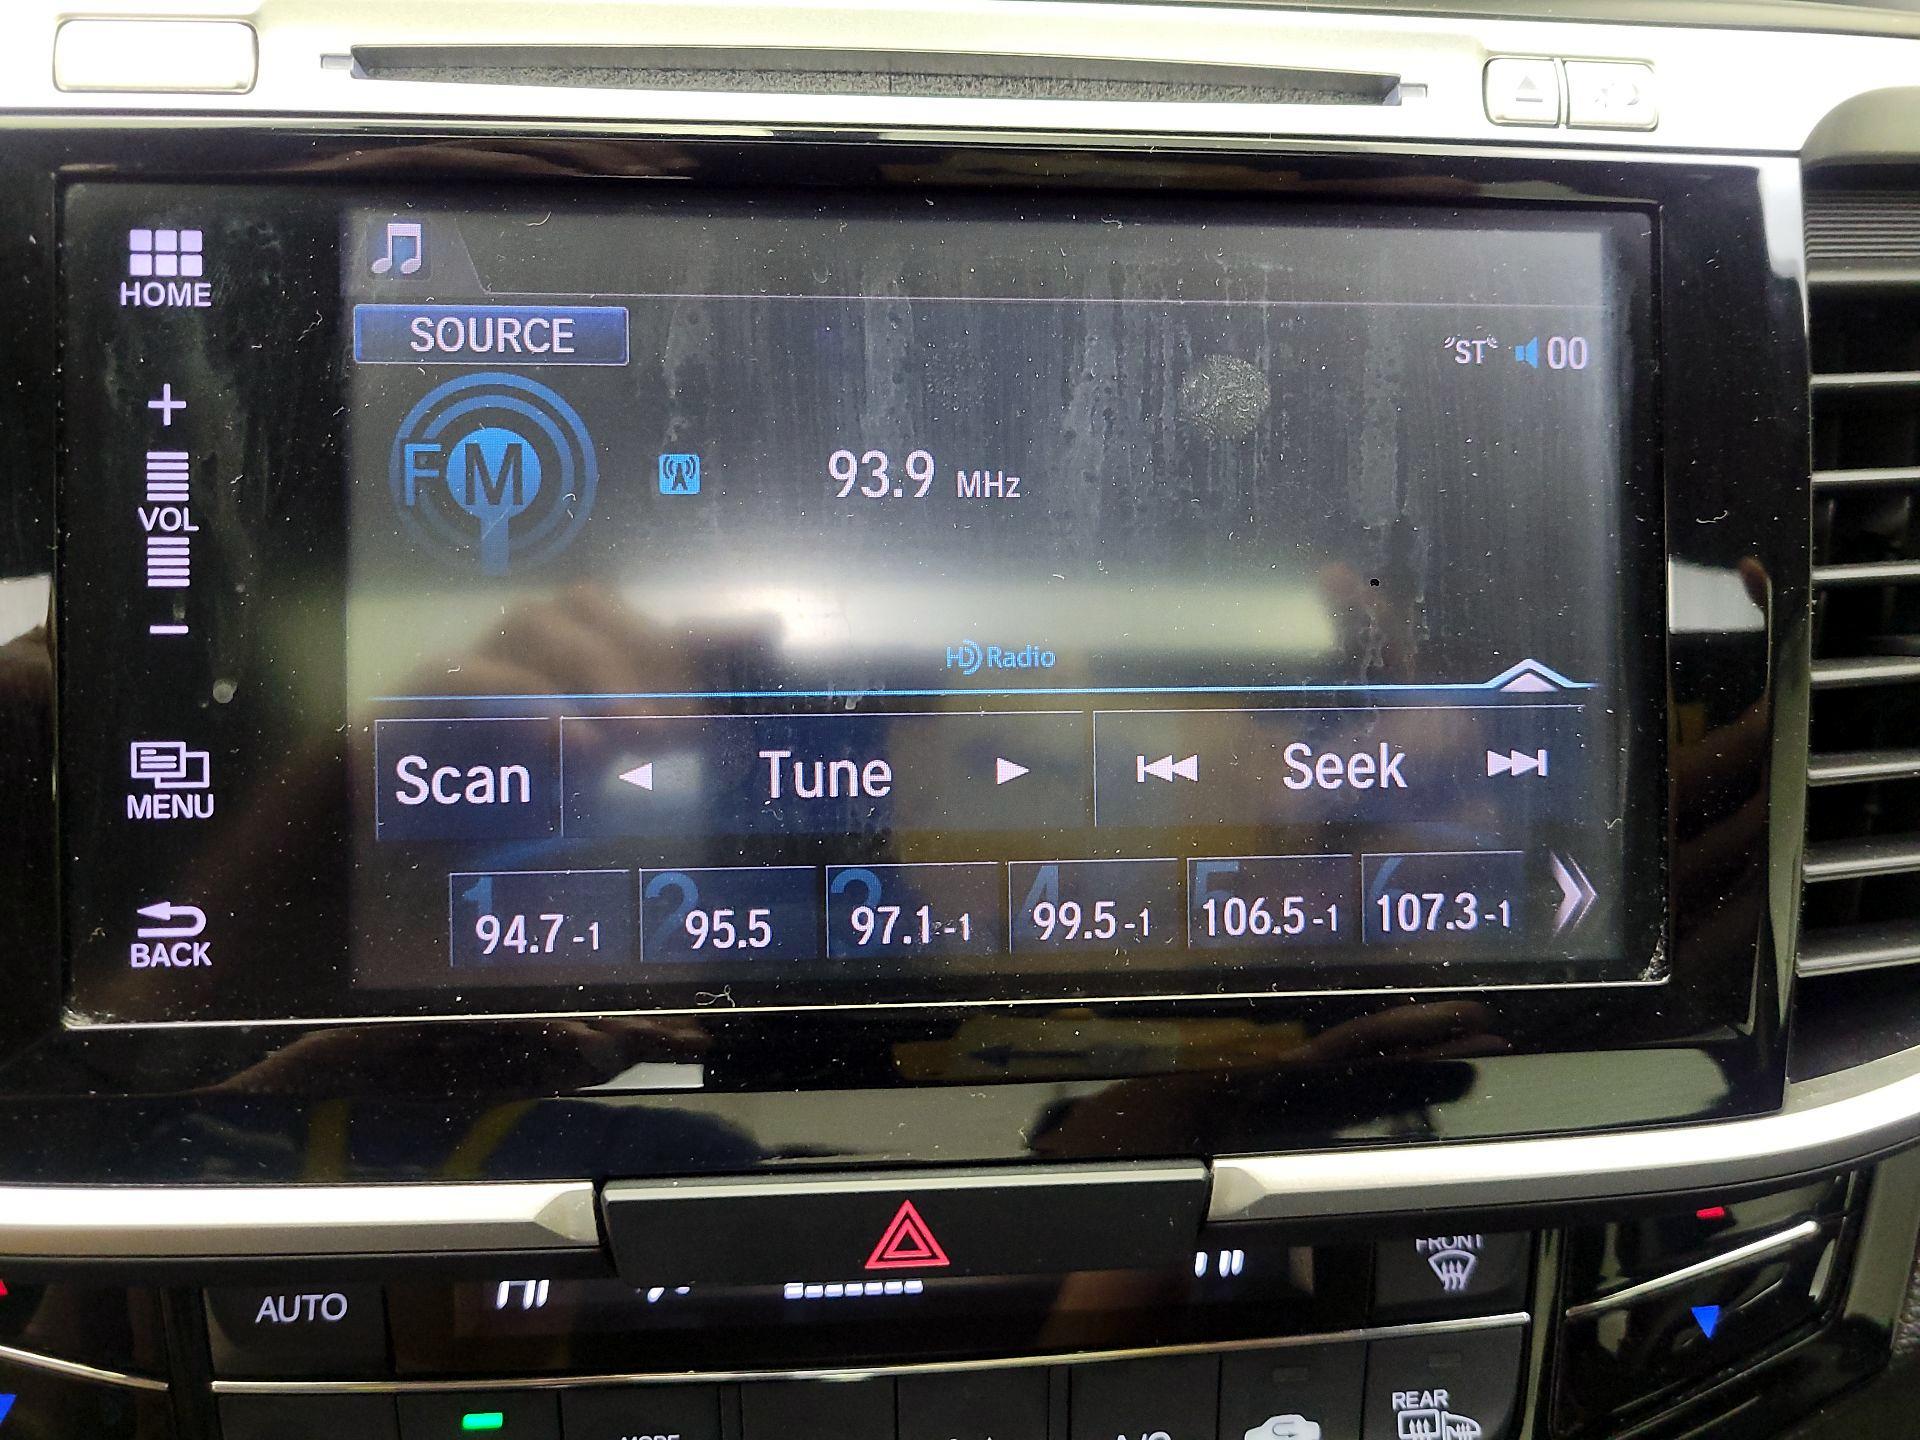 HOME
SOURCE
ST 00
+
FM
93.9 MHz
VOL
−
HD Radio
Scan Tune Seek
MENU
1 94.7-1
2 95.5
3 97.1-1
4 99.5-1
5 106.5-1
6 107.3-1
BACK
FRONT
AUTO
REAR